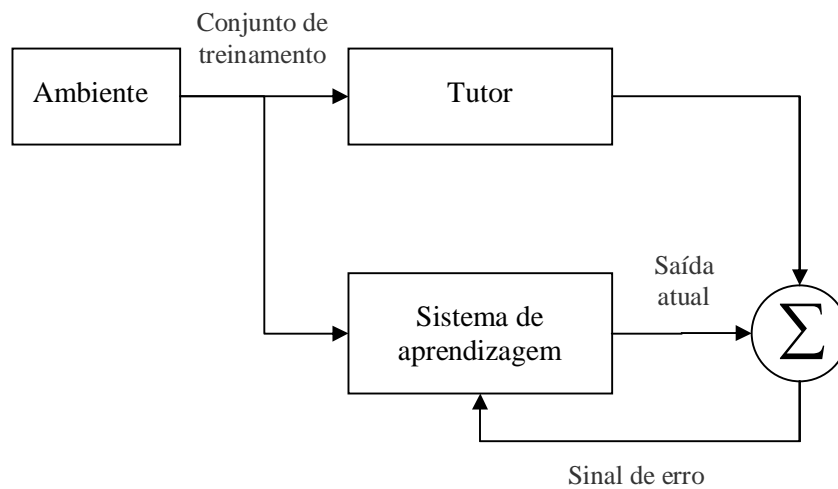 Conjunto de
treinamento
Ambiente
Tutor
Saída
atual
Sistema de
aprendizagem
Σ
Sinal de erro